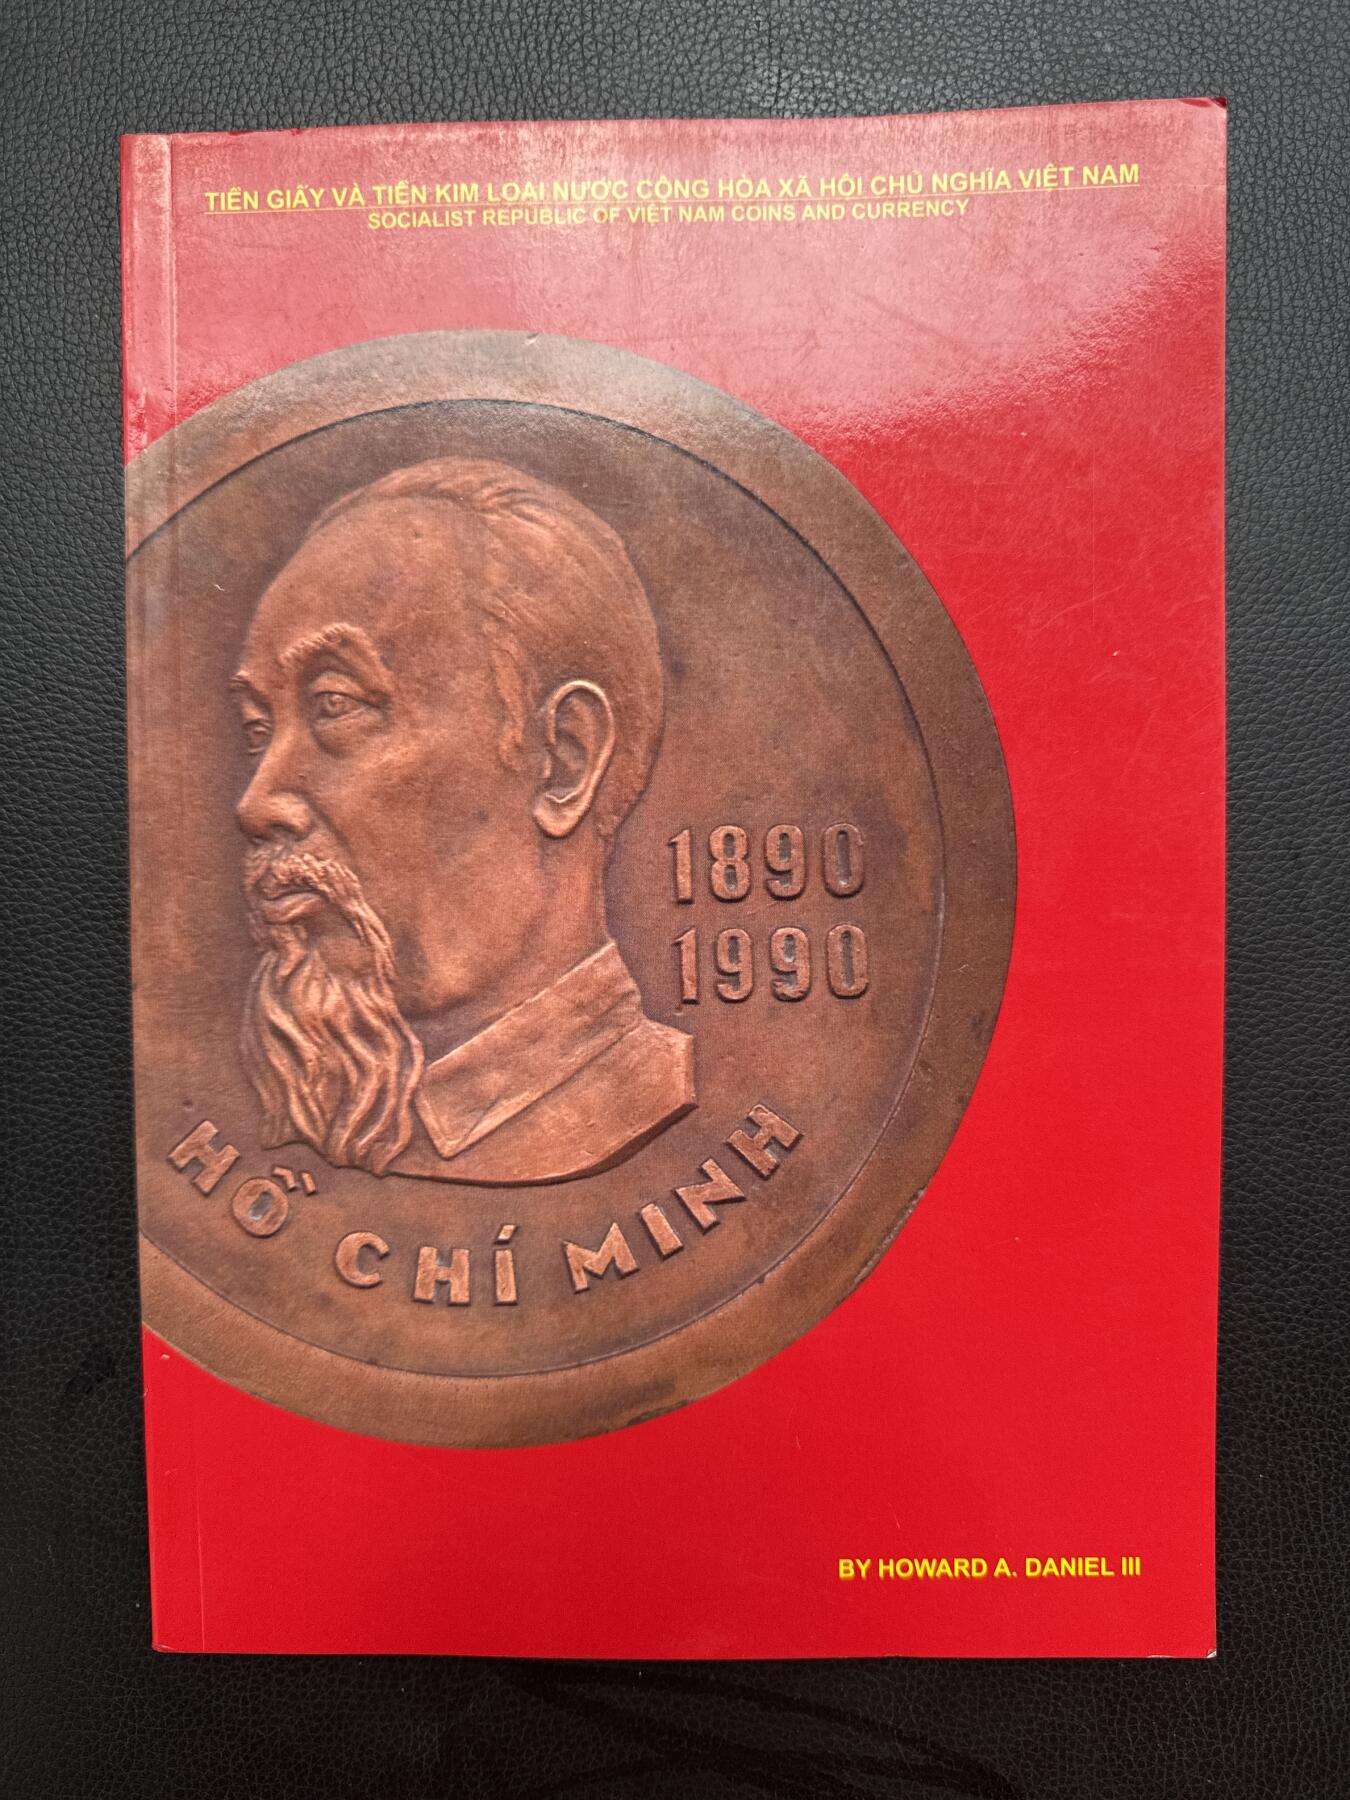 TIỀN GIẤY VÀ TIỀN KIM LOẠI NƯỚC CỘNG HÒA XÃ HỘI CHỦ NGHĨA VIỆT NAM
SOCIALIST REPUBLIC OF VIỆT NAM COINS AND CURRENCY
1890
1990
HỒ CHÍ MINH
BY HOWARD A. DANIEL III